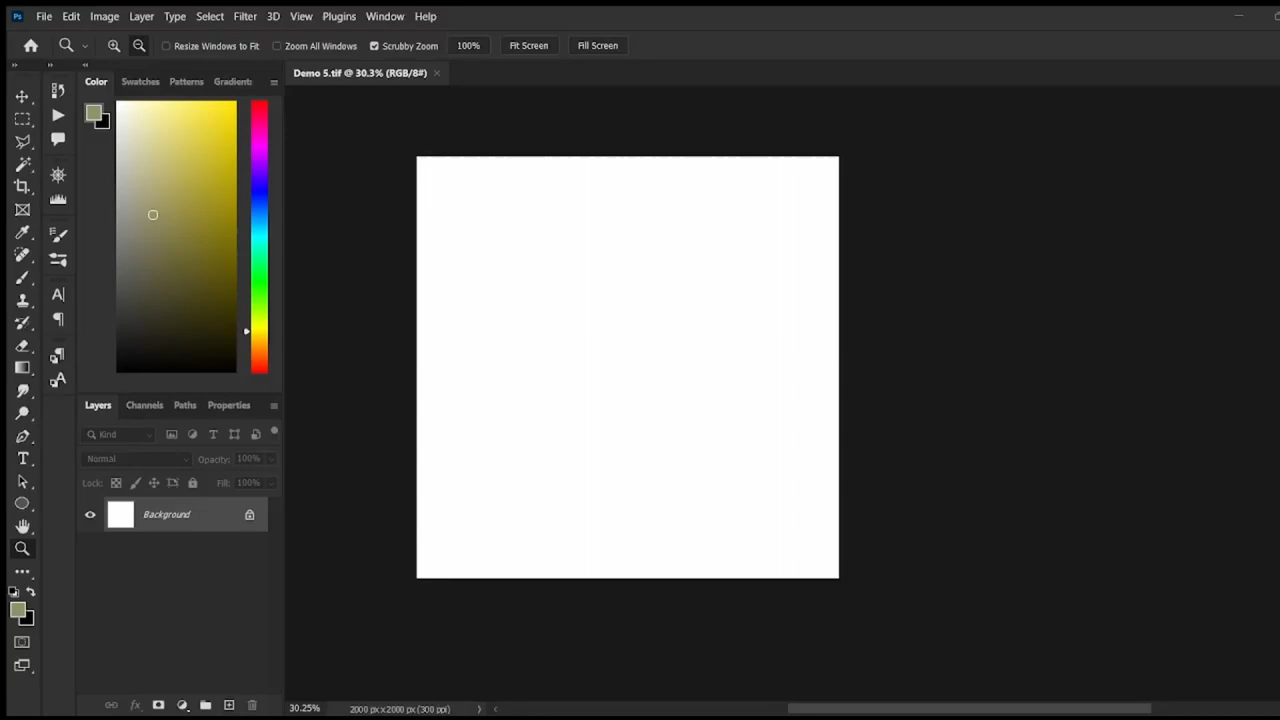 Ps File Edit Image Layer Type Select Filter 3D View Plugins Window Help
Resize Windows to Fit Zoom All Windows Scrubby Zoom 100% Fit Screen Fill Screen
Demo 5.tif @ 30.3% (RGB/8#) ×
Color Swatches Patterns Gradient:
Layers Channels Paths Properties
Kind
Normal Opacity: 100%
Lock: Fill: 100%
Background
fx
30.25% 2000 px x 2000 px (300 ppi)